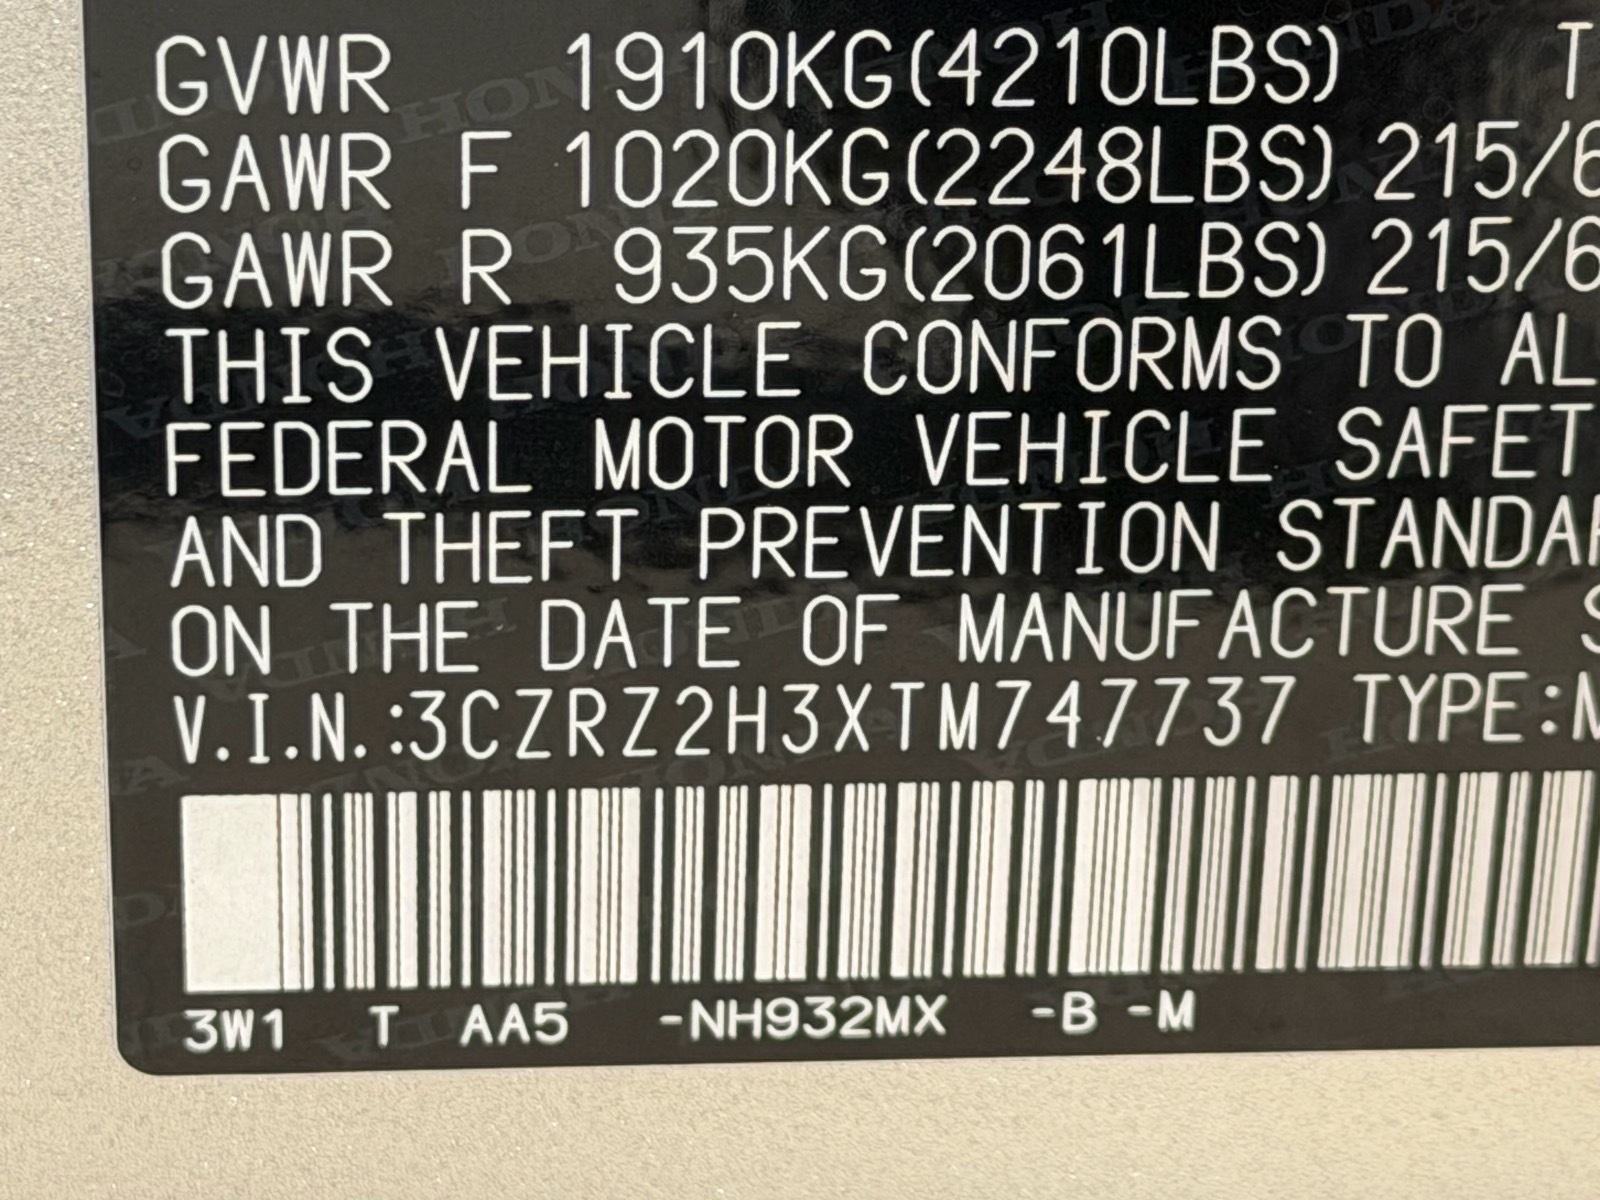 GVWR 1910KG(4210LBS) T
GAWR F 1020KG(2248LBS) 215/6
GAWR R 935KG(2061LBS) 215/6
THIS VEHICLE CONFORMS TO AL
FEDERAL MOTOR VEHICLE SAFET
AND THEFT PREVENTION STANDAR
ON THE DATE OF MANUFACTURE S
V.I.N.:3CZRZ2H3XTM747737 TYPE:M
3W1 T AA5 -NH932MX -B -M